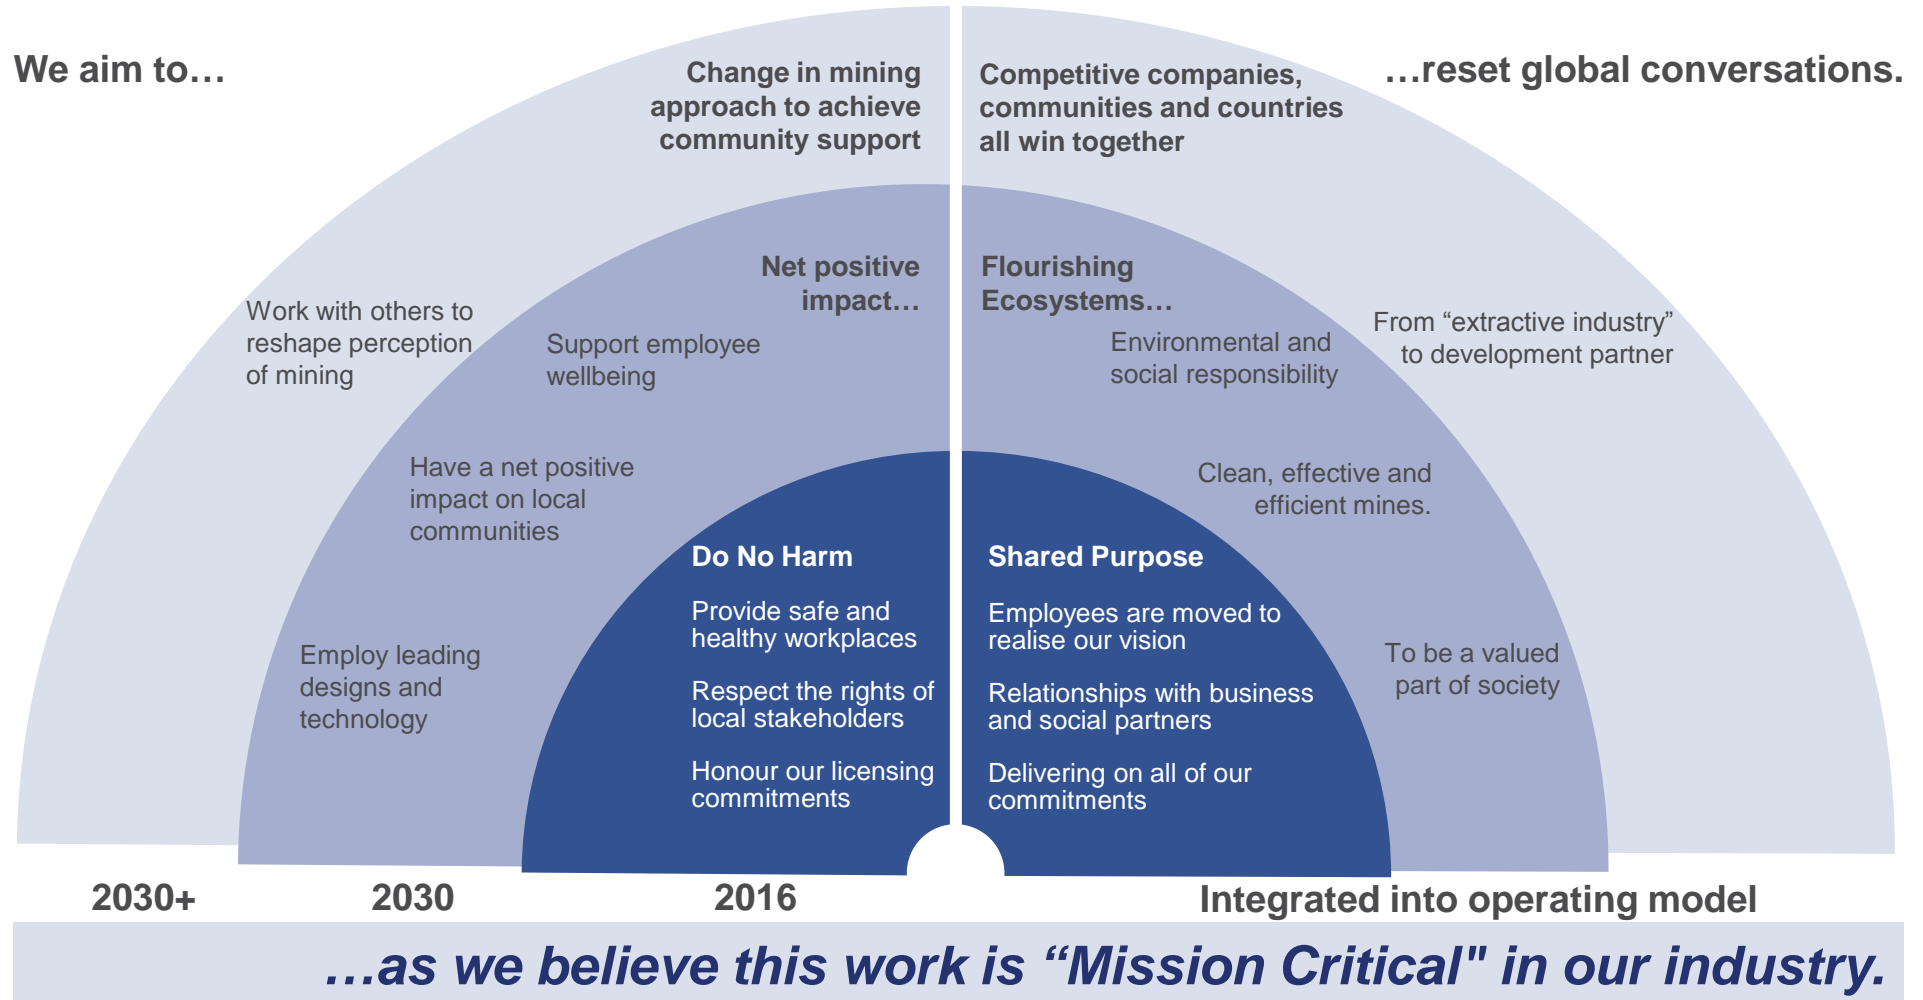 We aim to…
…reset global conversations.
Change in mining
approach to achieve
community support
Competitive companies,
communities and countries
all win together
Net positive
impact…
Flourishing
Ecosystems…
Work with others to
reshape perception
of mining
Support employee
wellbeing
Environmental and
social responsibility
From “extractive industry”
to development partner
Have a net positive
impact on local
communities
Clean, effective and
efficient mines.
Employ leading
designs and
technology
To be a valued
part of society
Do No Harm
Provide safe and
healthy workplaces
Respect the rights of
local stakeholders
Honour our licensing
commitments
Shared Purpose
Employees are moved to
realise our vision
Relationships with business
and social partners
Delivering on all of our
commitments
2030+
2030
2016
Integrated into operating model
…as we believe this work is “Mission Critical" in our industry.